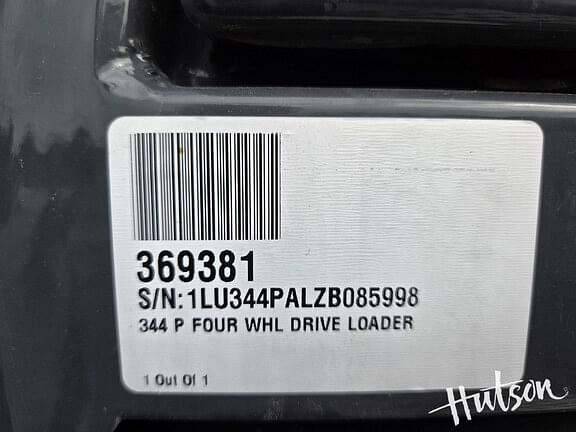 369381
S/N:1LU344PALZB085998
344 P FOUR WHL DRIVE LOADER
1 Out Of 1
Hutson